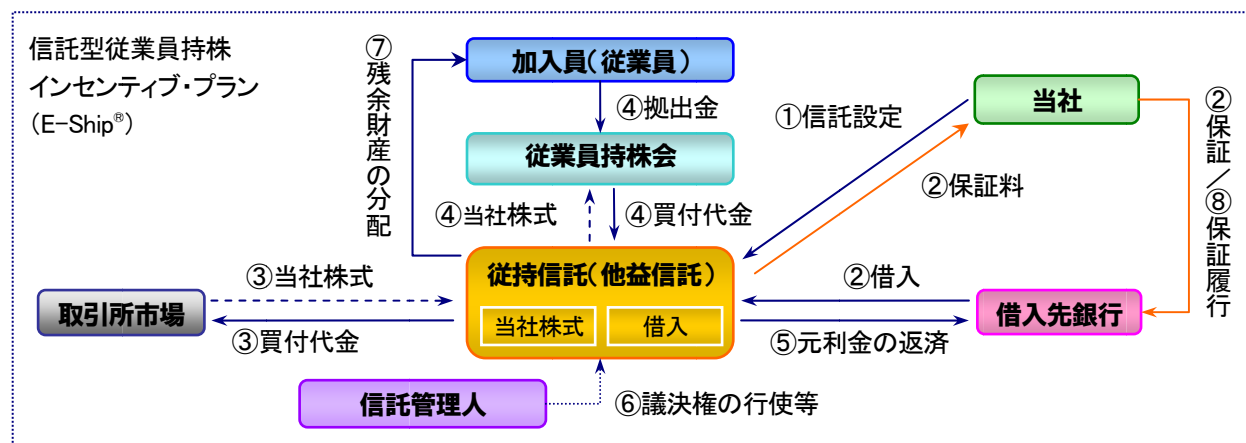 信託型従業員持株
インセンティブ・プラン
(E-Ship®)
⑦残余財産の分配
加入員(従業員)
④拠出金
従業員持株会
④当社株式
④買付代金
①信託設定
②保証料
当社
②保証/⑧保証履行
従持信託(他益信託)
当社株式
借入
③当社株式
取引所市場
③買付代金
②借入
借入先銀行
⑤元利金の返済
信託管理人
⑥議決権の行使等